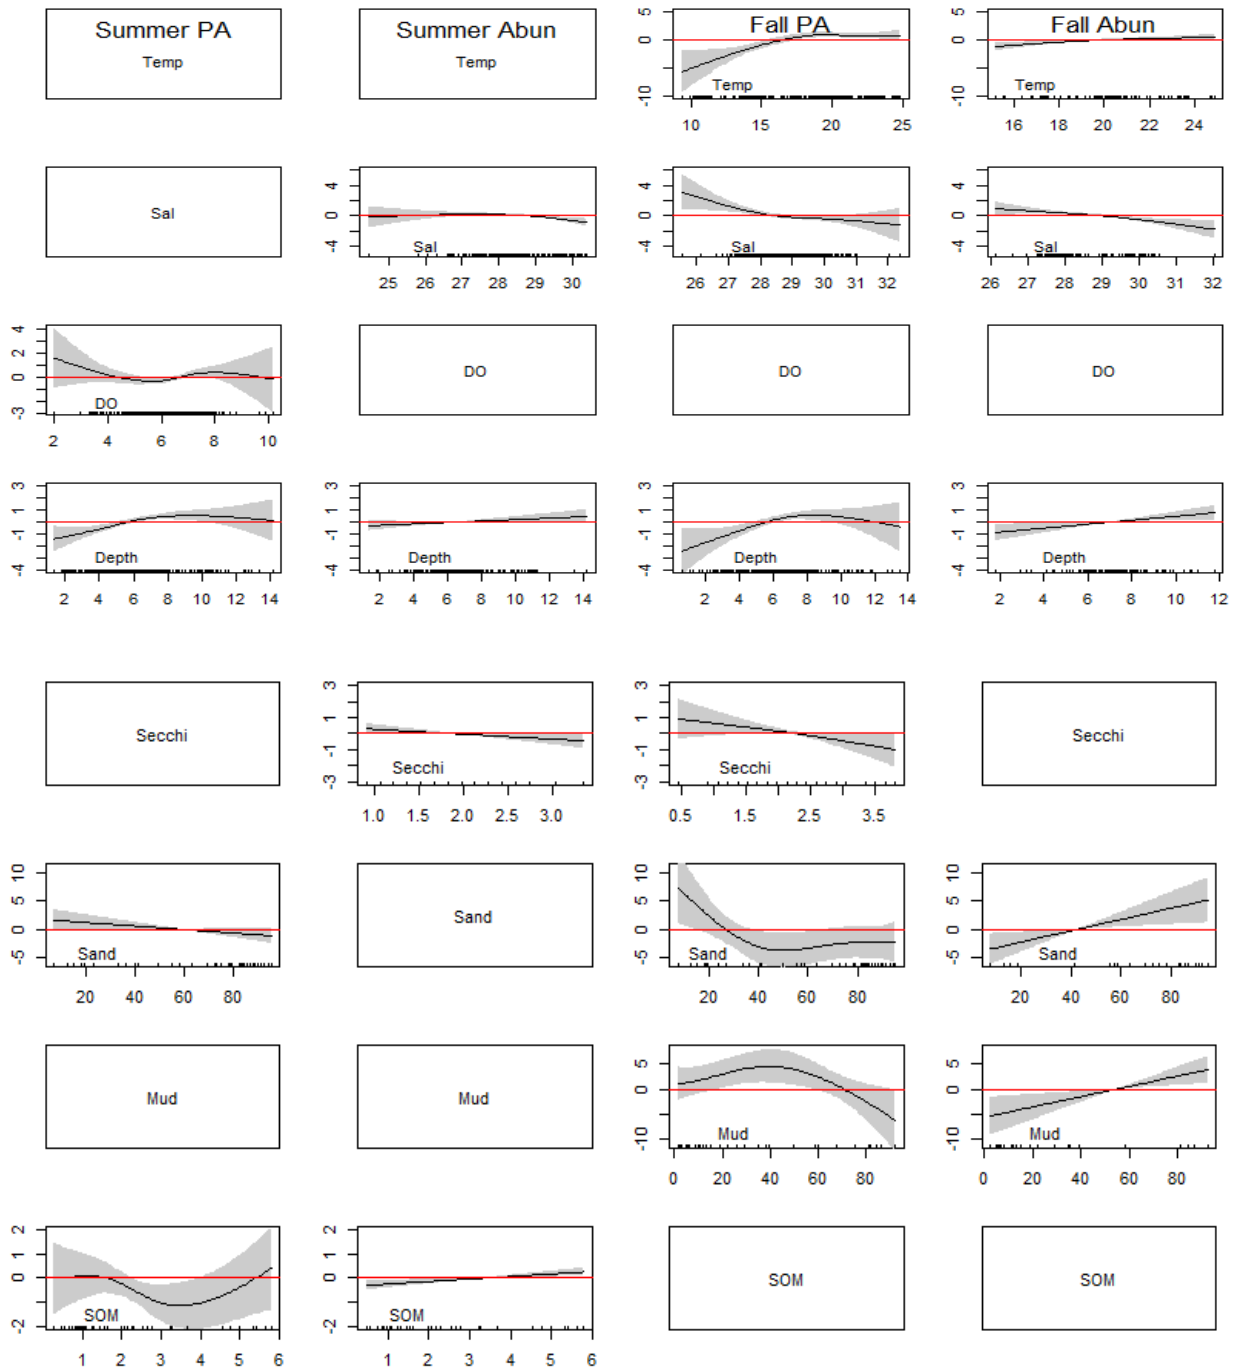 Summer PA
Summer Abun
Fall PA
Fall Abun
Temp
Temp
5
0
-10
Temp
10 15 20 25
5
0
-10
Temp
16 18 20 22 24
Sal
4
0
-4
Sal
25 26 27 28 29 30
4
0
-4
Sal
26 27 28 29 30 31 32
4
0
-4
Sal
26 27 28 29 30 31 32
4
2
0
-3
DO
2 4 6 8 10
DO
DO
DO
3
1
-1
-4
Depth
2 4 6 8 10 12 14
3
1
-1
-4
Depth
2 4 6 8 10 12 14
3
1
-1
-4
Depth
2 4 6 8 10 12 14
3
1
-1
-4
Depth
2 4 6 8 10 12
Secchi
3
1
-1
-3
Secchi
1.0 1.5 2.0 2.5 3.0
3
1
-1
-3
Secchi
0.5 1.5 2.5 3.5
Secchi
10
5
0
-5
Sand
20 40 60 80
Sand
10
5
0
-5
Sand
20 40 60 80
10
5
0
-5
Sand
20 40 60 80
Mud
Mud
5
0
-10
Mud
0 20 40 60 80
5
0
-10
Mud
0 20 40 60 80
2
1
0
-2
SOM
1 2 3 4 5 6
2
1
0
-2
SOM
1 2 3 4 5 6
SOM
SOM